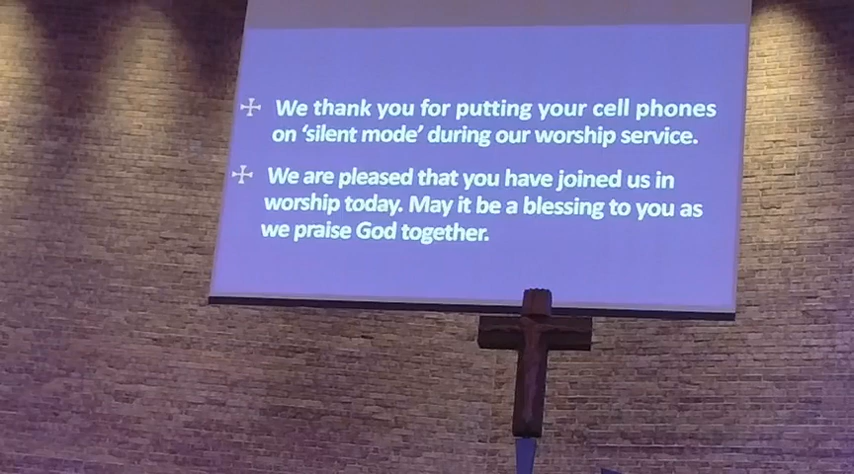 We thank you for putting your cell phones
on ‘silent mode’ during our worship service.
We are pleased that you have joined us in
worship today. May it be a blessing to you as
we praise God together.